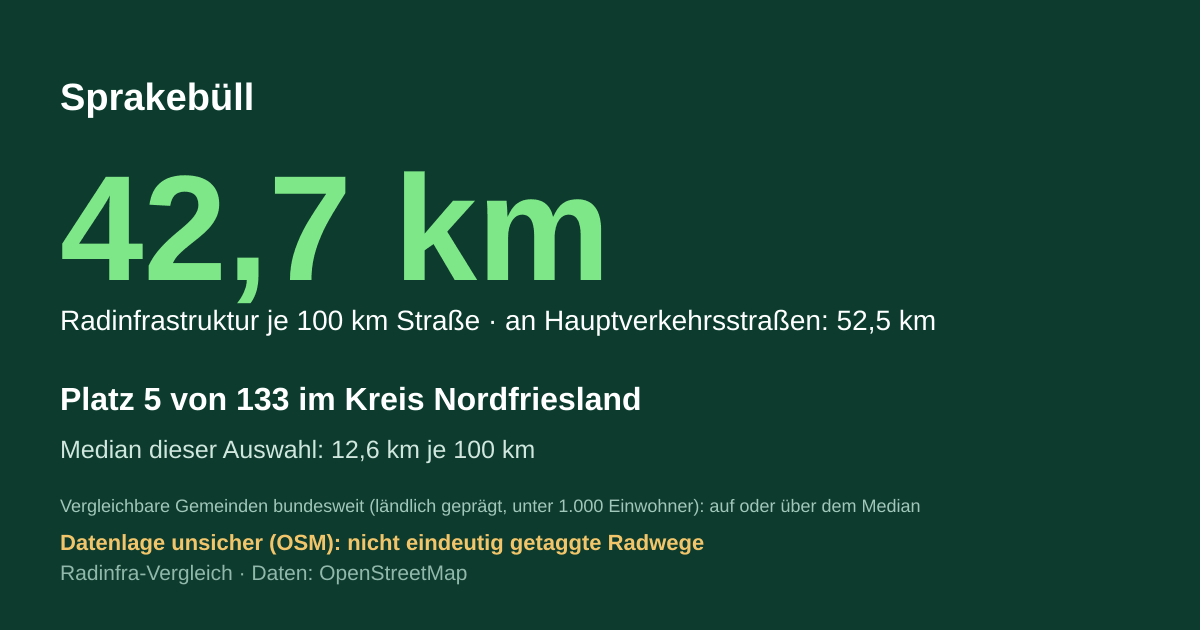 Sprakebüll
42,7 km
Radinfrastruktur je 100 km Straße · an Hauptverkehrsstraßen: 52,5 km
Platz 5 von 133 im Kreis Nordfriesland
Median dieser Auswahl: 12,6 km je 100 km
Vergleichbare Gemeinden bundesweit (ländlich geprägt, unter 1.000 Einwohner): auf oder über dem Median
Datenlage unsicher (OSM): nicht eindeutig getaggte Radwege
Radinfra-Vergleich · Daten: OpenStreetMap